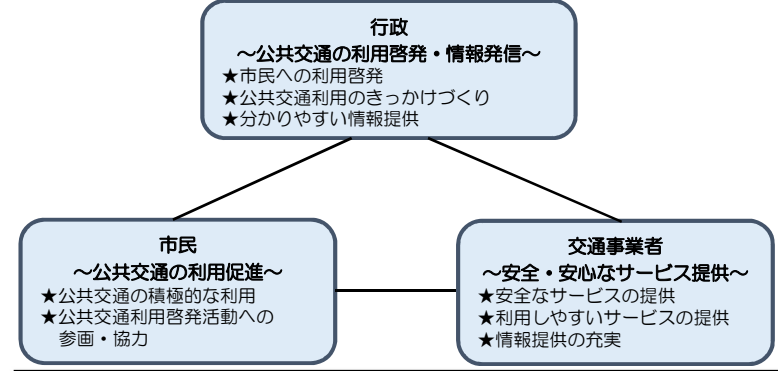 行政
～公共交通の利用啓発・情報発信～
★市民への利用啓発
★公共交通利用のきっかけづくり
★分かりやすい情報提供
市民
～公共交通の利用促進～
★公共交通の積極的な利用
★公共交通利用啓発活動への
参画・協力
交通事業者
～安全・安心なサービス提供～
★安全なサービスの提供
★利用しやすいサービスの提供
★情報提供の充実